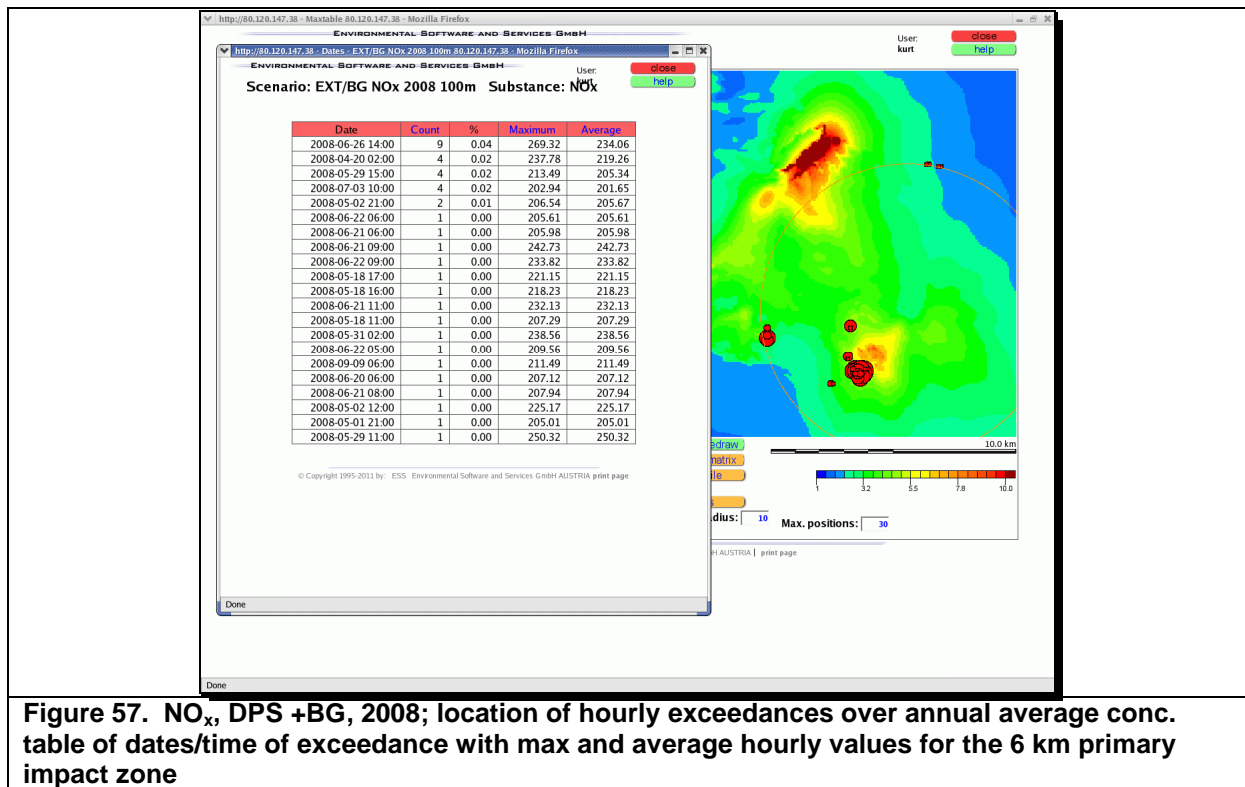 http://80.120.147.38 - Maxtable 80.120.147.38 - Mozilla Firefox
ENVIRONMENTAL SOFTWARE AND SERVICES GMBH
User:
kurt
close
help
http://80.120.147.38 - Dates - EXT/BG NOx 2008 100m 80.120.147.38 - Mozilla Firefox
ENVIRONMENTAL SOFTWARE AND SERVICES GMBH
User:
kurt
close
help
Scenario: EXT/BG NOx 2008 100m Substance: NOx
Date Count % Maximum Average
2008-06-26 14:00 9 0.04 269.32 234.06
2008-04-20 02:00 4 0.02 237.78 219.26
2008-05-29 15:00 4 0.02 213.49 205.34
2008-07-03 10:00 4 0.02 202.94 201.65
2008-05-02 21:00 2 0.01 206.54 205.67
2008-06-22 06:00 1 0.00 205.61 205.61
2008-06-21 06:00 1 0.00 205.98 205.98
2008-06-21 09:00 1 0.00 242.73 242.73
2008-06-22 09:00 1 0.00 233.82 233.82
2008-05-18 17:00 1 0.00 221.15 221.15
2008-05-18 16:00 1 0.00 218.23 218.23
2008-06-21 11:00 1 0.00 232.13 232.13
2008-05-18 11:00 1 0.00 207.29 207.29
2008-05-31 02:00 1 0.00 238.56 238.56
2008-06-22 05:00 1 0.00 209.56 209.56
2008-09-09 06:00 1 0.00 211.49 211.49
2008-06-20 06:00 1 0.00 207.12 207.12
2008-06-21 08:00 1 0.00 207.94 207.94
2008-05-02 12:00 1 0.00 225.17 225.17
2008-05-01 21:00 1 0.00 205.01 205.01
2008-05-29 11:00 1 0.00 250.32 250.32
© Copyright 1995-2011 by: ESS Environmental Software and Services GmbH AUSTRIA print page
Done
edraw
matrix
ile
s
10.0 km
1 3.2 5.5 7.8 10.0
adius: 10 Max. positions: 30
H AUSTRIA | print page
Done
Figure 57. NOx, DPS +BG, 2008; location of hourly exceedances over annual average conc.
table of dates/time of exceedance with max and average hourly values for the 6 km primary
impact zone